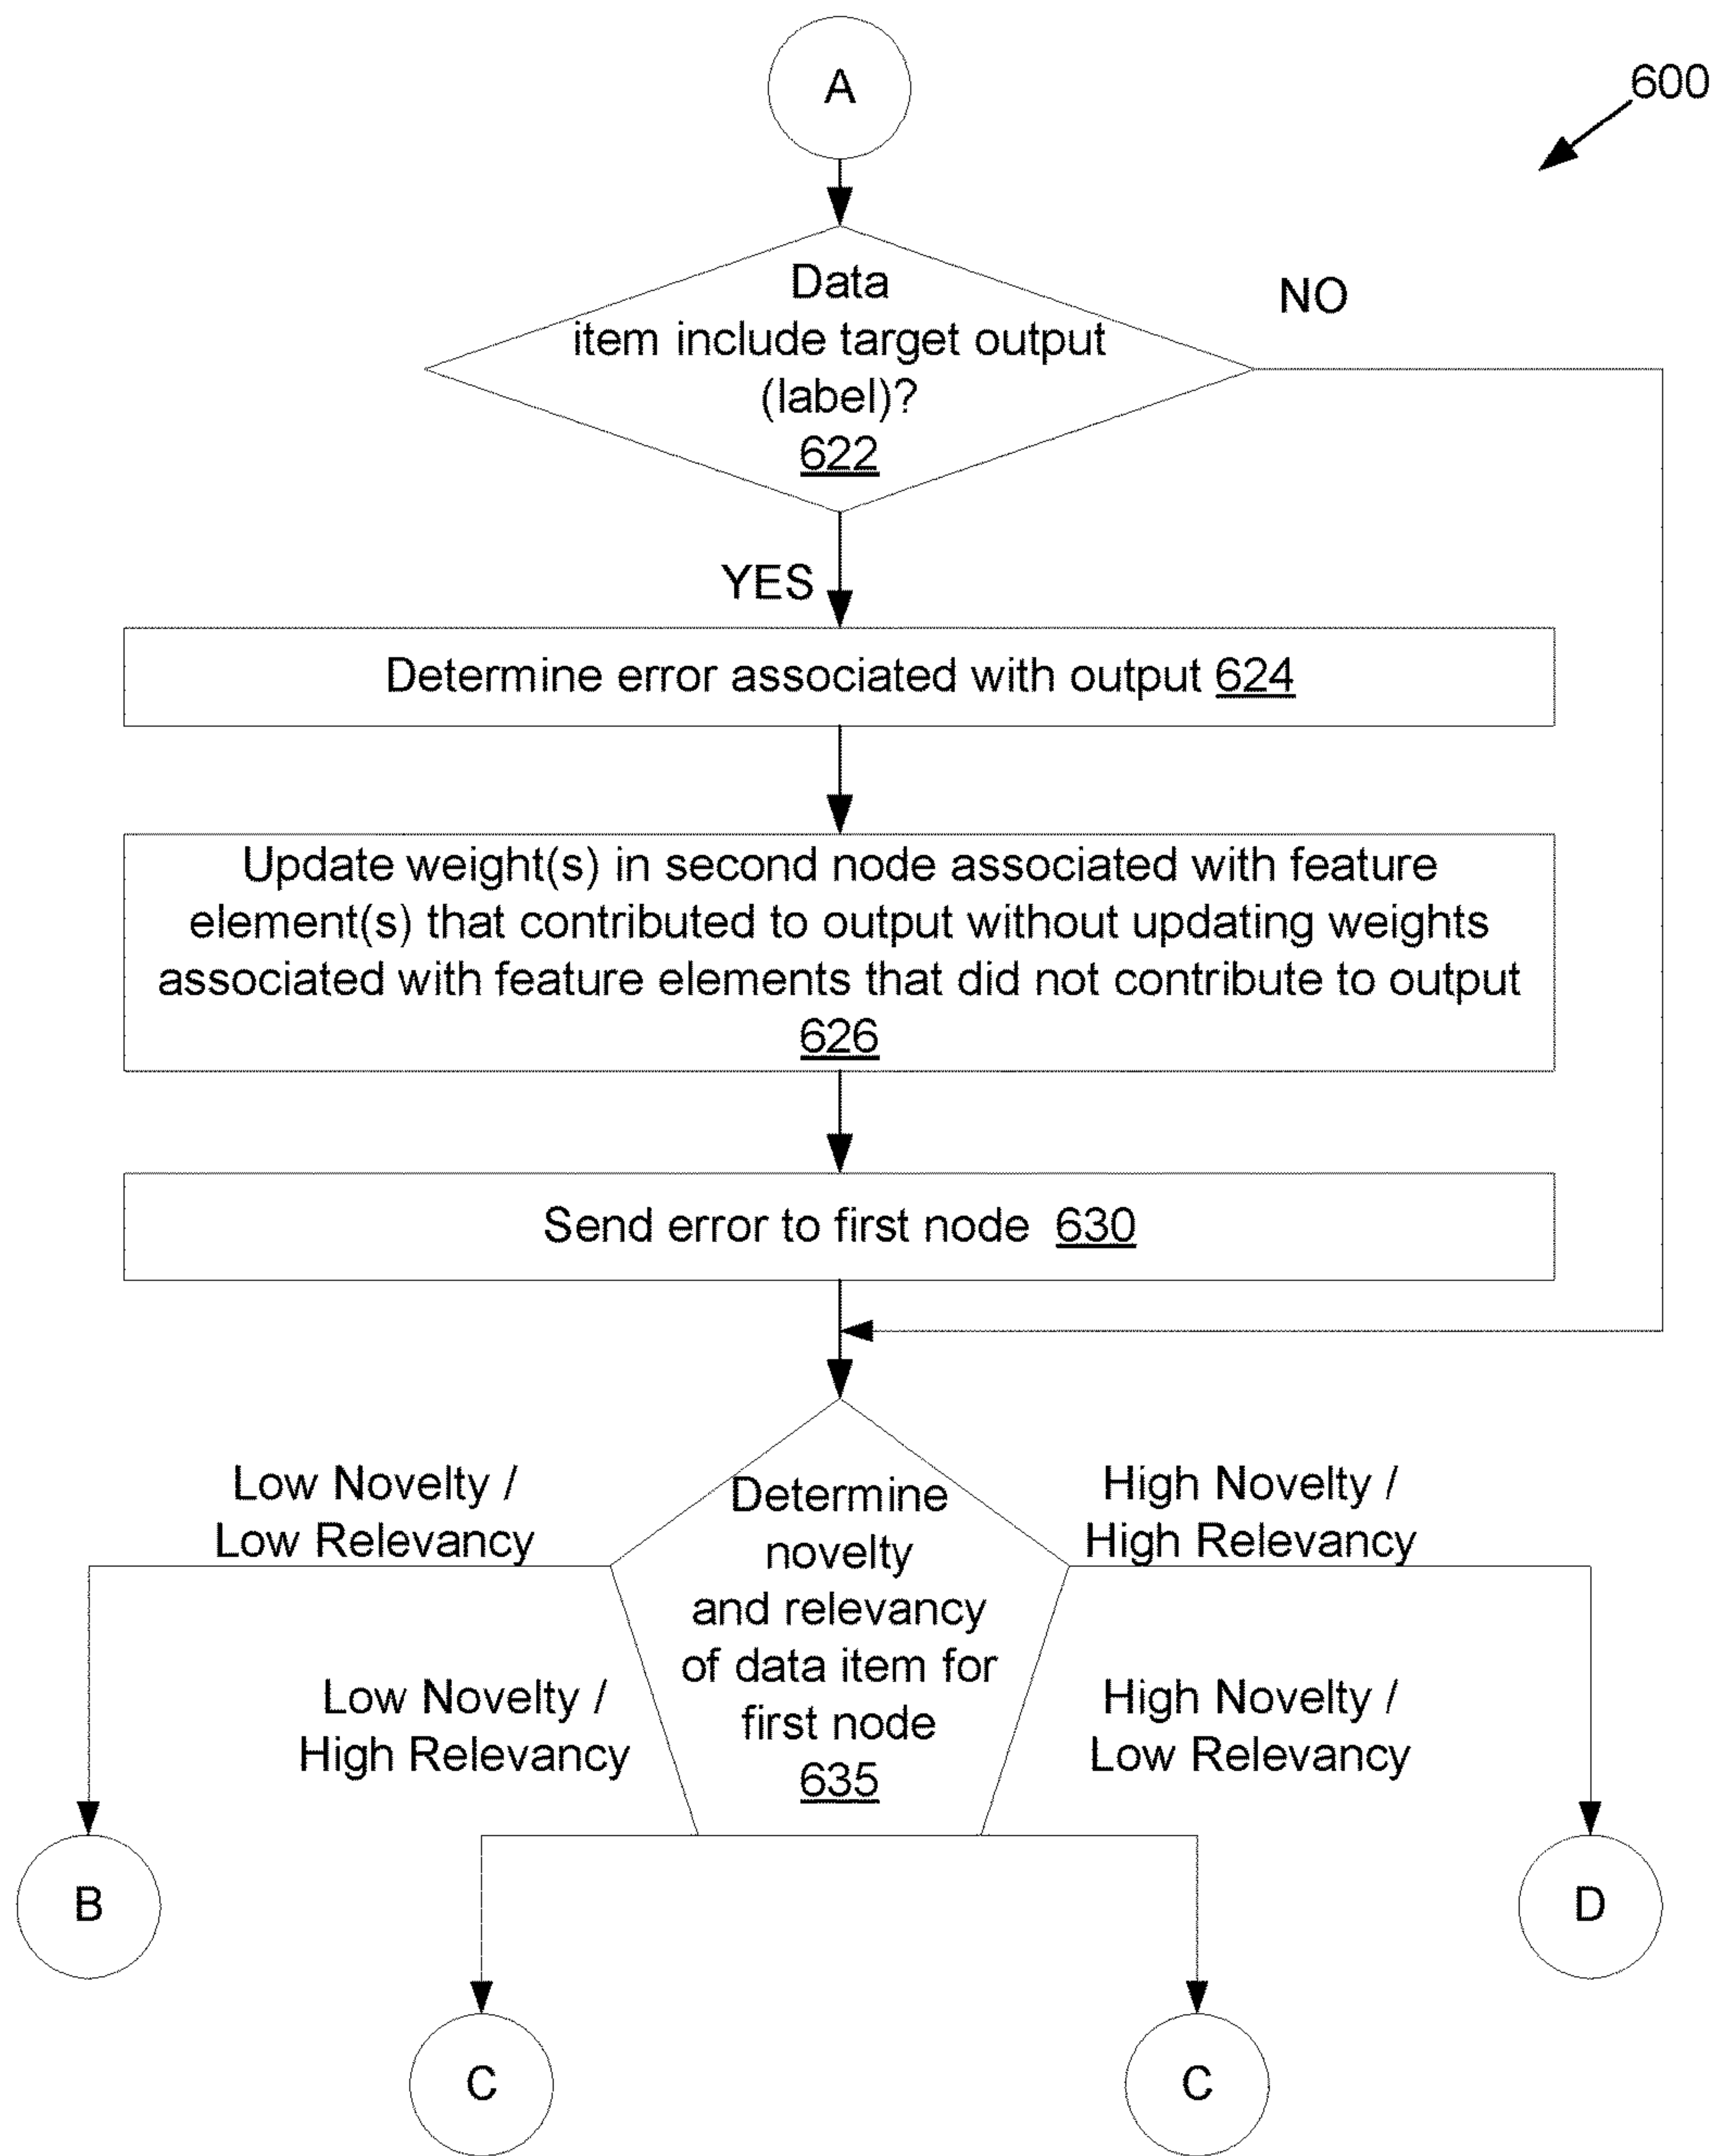 A
600
Data
item include target output
(label)?
622
NO
YES
Determine error associated with output 624
Update weight(s) in second node associated with feature
element(s) that contributed to output without updating weights
associated with feature elements that did not contribute to output
626
Send error to first node 630
Low Novelty /
Low Relevancy
High Novelty /
High Relevancy
Determine
novelty
and relevancy
of data item for
first node
635
Low Novelty /
High Relevancy
High Novelty /
Low Relevancy
B
D
C
C